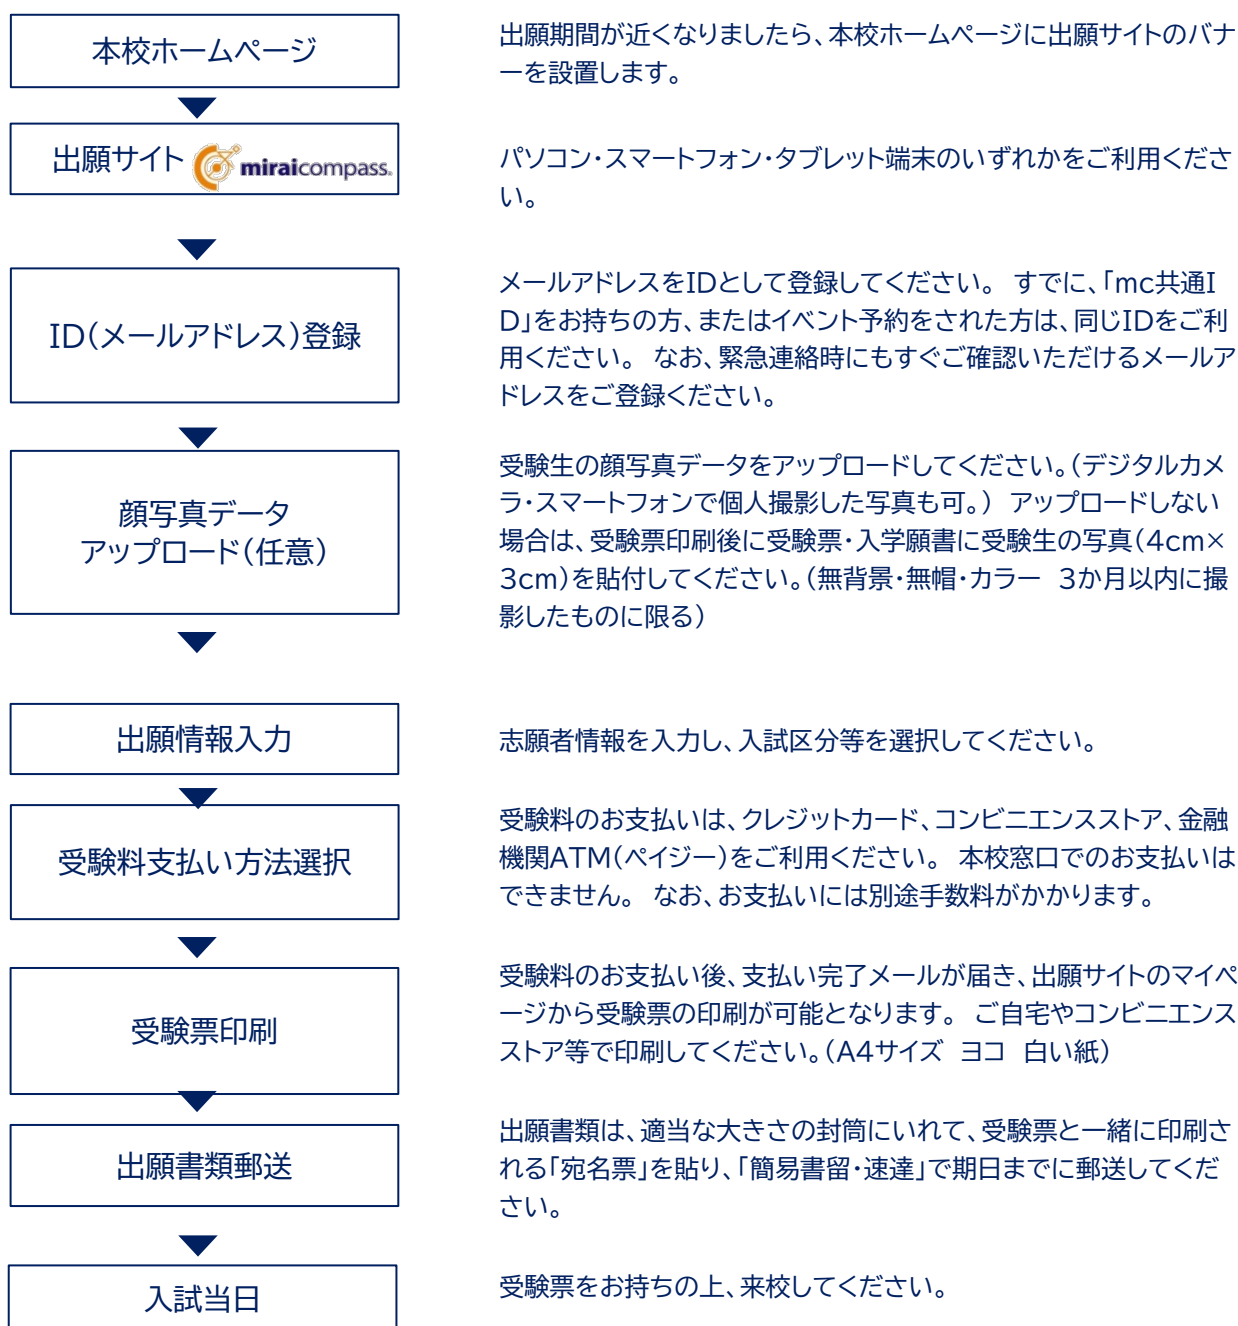 本校ホームページ
出願期間が近くなりましたら、本校ホームページに出願サイトのバナ
ーを設置します。
出願サイト miraicompass.
パソコン・スマートフォン・タブレット端末のいずれかをご利用くださ
い。
ID(メールアドレス)登録
メールアドレスをIDとして登録してください。 すでに、「mc共通I
D」をお持ちの方、またはイベント予約をされた方は、同じIDをご利
用ください。 なお、緊急連絡時にもすぐご確認いただけるメールア
ドレスをご登録ください。
顔写真データ
アップロード(任意)
受験生の顔写真データをアップロードしてください。(デジタルカメ
ラ・スマートフォンで個人撮影した写真も可。) アップロードしない
場合は、受験票印刷後に受験票・入学願書に受験生の写真(4cm×
3cm)を貼付してください。(無背景・無帽・カラー 3か月以内に撮
影したものに限る)
出願情報入力
志願者情報を入力し、入試区分等を選択してください。
受験料支払い方法選択
受験料のお支払いは、クレジットカード、コンビニエンスストア、金融
機関ATM(ペイジー)をご利用ください。 本校窓口でのお支払いは
できません。 なお、お支払いには別途手数料がかかります。
受験票印刷
受験料のお支払い後、支払い完了メールが届き、出願サイトのマイペ
ージから受験票の印刷が可能となります。 ご自宅やコンビニエンス
ストア等で印刷してください。(A4サイズ ヨコ 白い紙)
出願書類郵送
出願書類は、適当な大きさの封筒にいれて、受験票と一緒に印刷さ
れる「宛名票」を貼り、「簡易書留・速達」で期日までに郵送してくだ
さい。
入試当日
受験票をお持ちの上、来校してください。